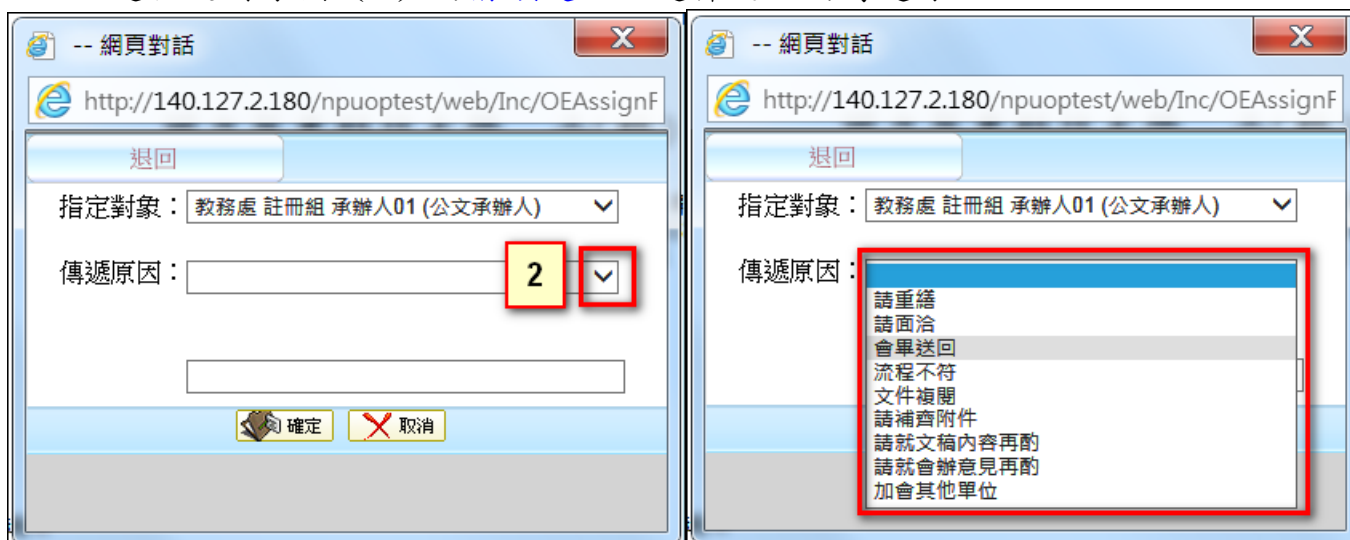 -- 網頁對話
X
http://140.127.2.180/npuoptest/web/Inc/OEAssignF
退回
指定對象：
教務處 註冊組 承辦人01 (公文承辦人)
傳遞原因：
2
確定
取消
-- 網頁對話
X
http://140.127.2.180/npuoptest/web/Inc/OEAssignF
退回
指定對象：
教務處 註冊組 承辦人01 (公文承辦人)
傳遞原因：
請重繕
請面洽
會畢送回
流程不符
文件複閱
請補齊附件
請就文稿內容再酌
請就會辦意見再酌
加會其他單位